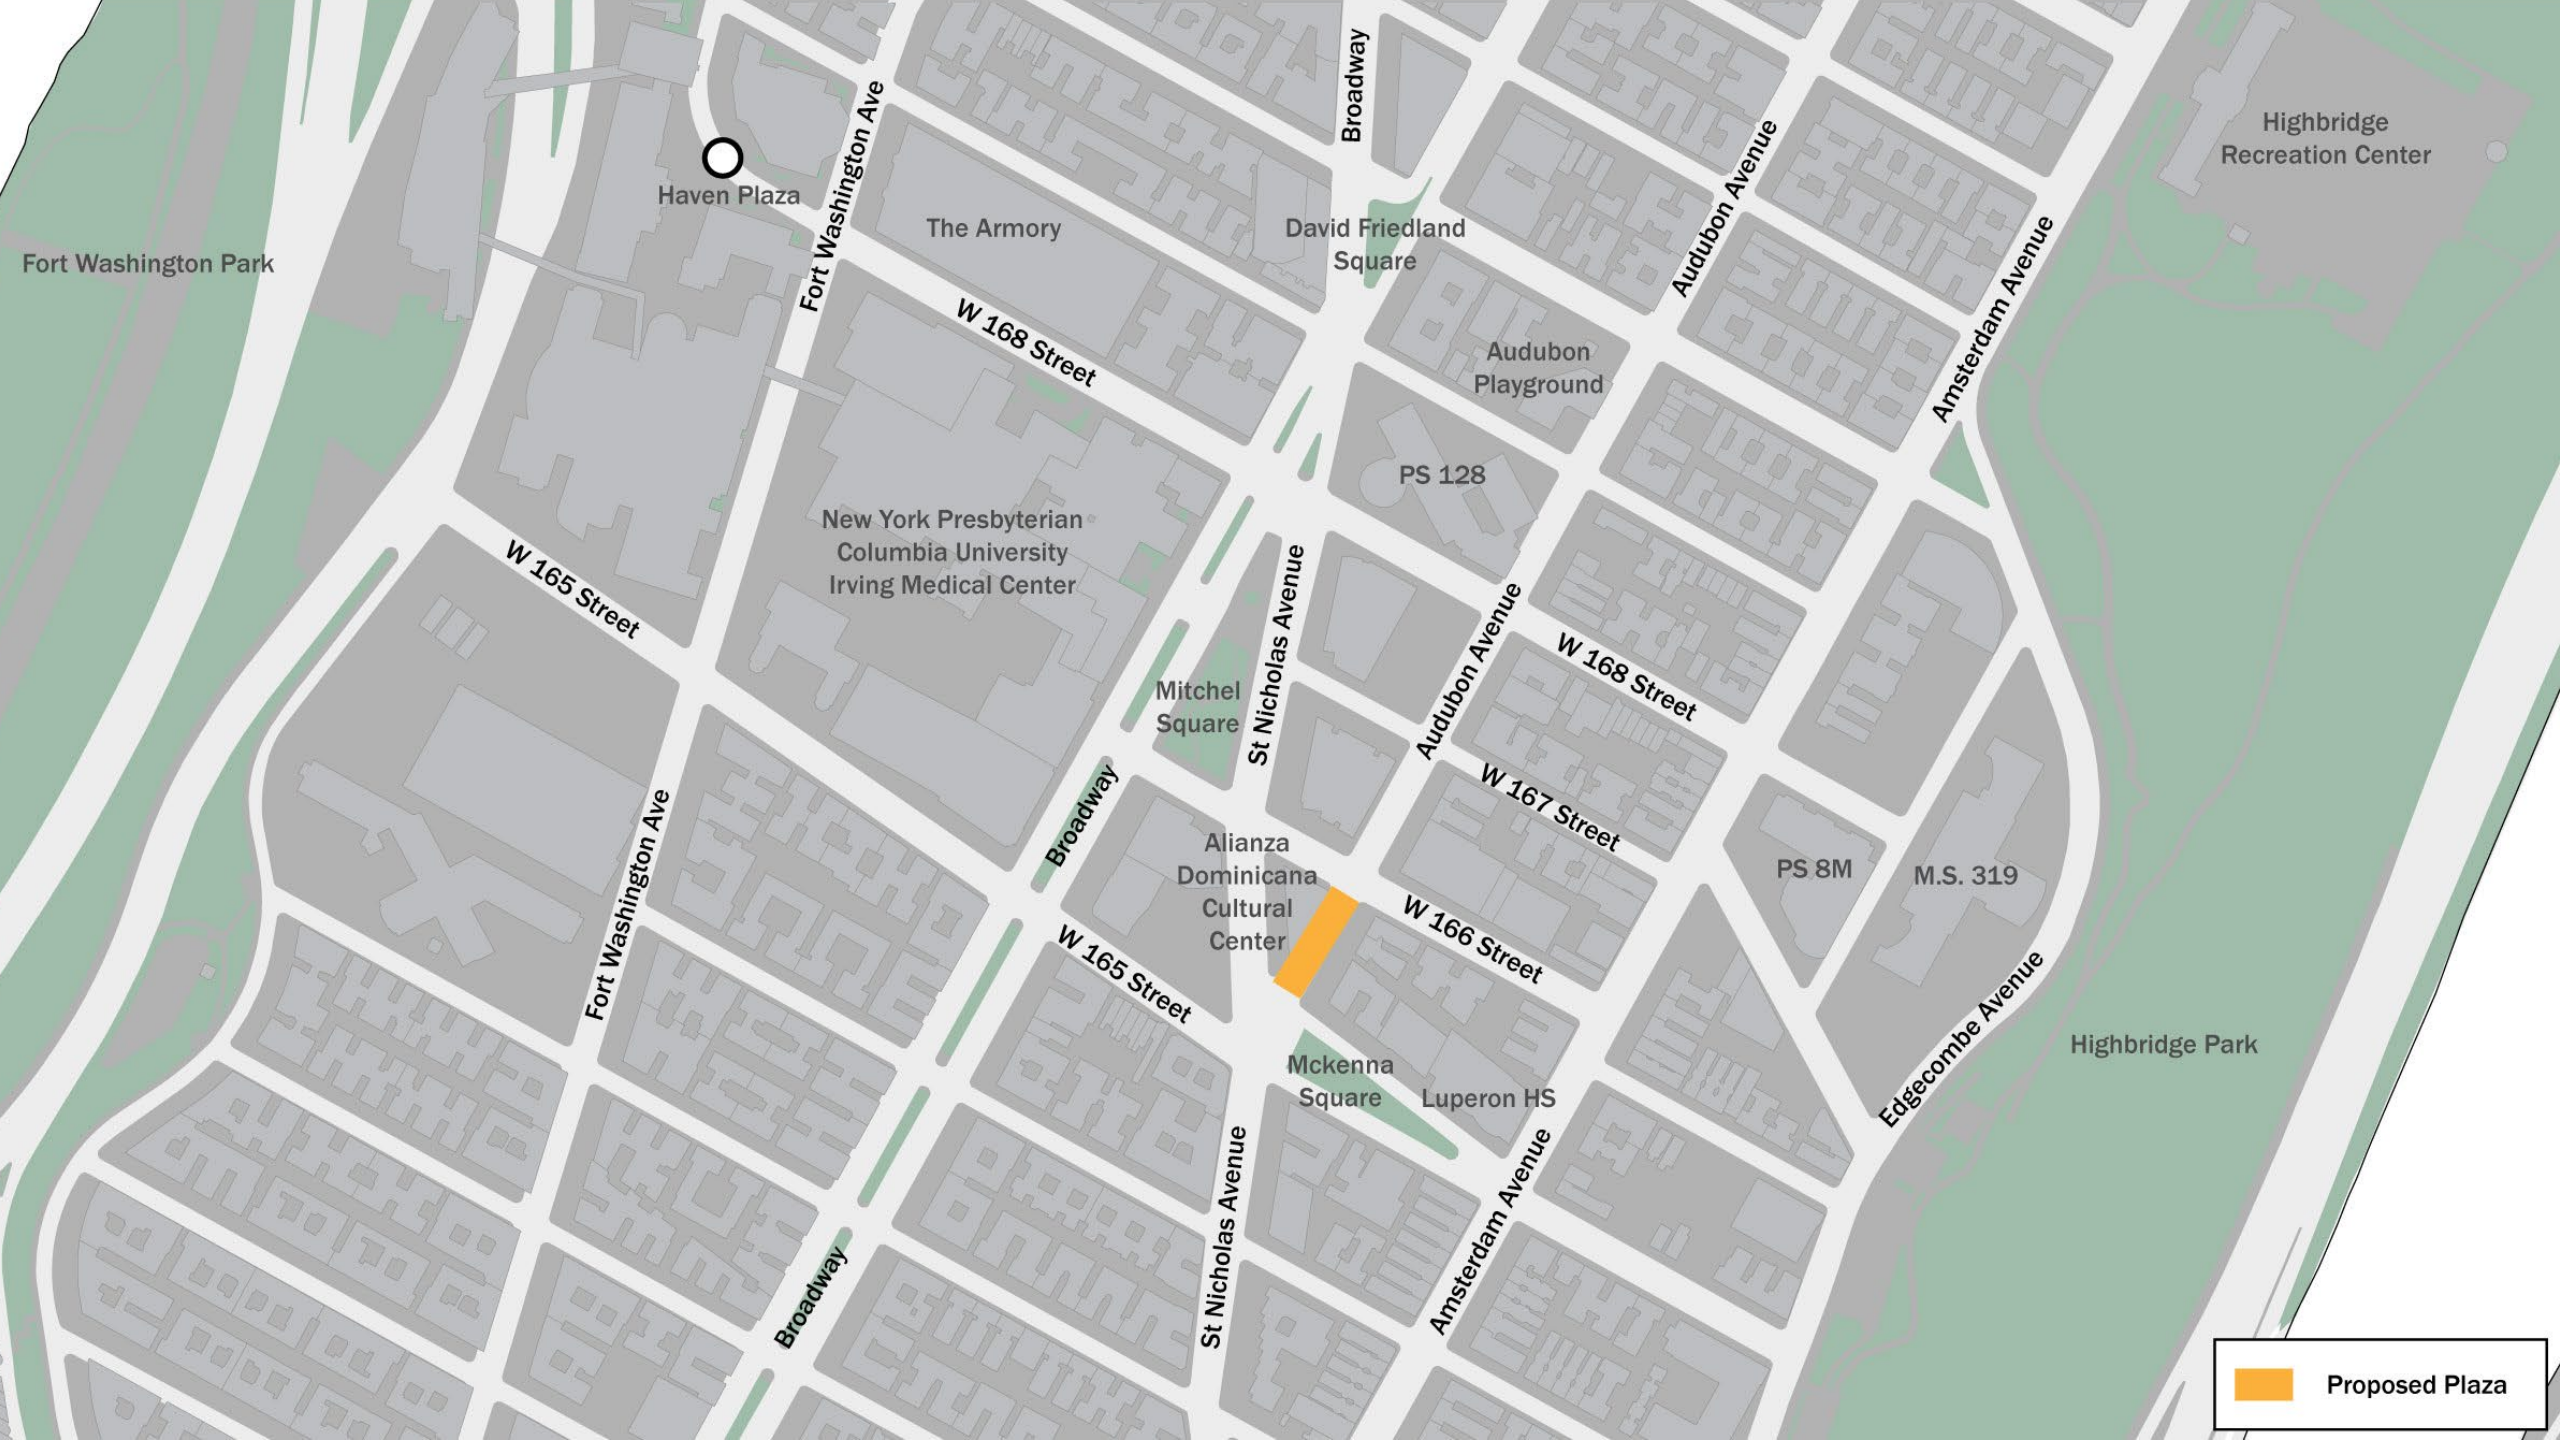 Broadway
Fort Washington Ave
Highbridge
Recreation Center
Audubon Avenue
Haven Plaza
The Armory
David Friedland
Square
Fort Washington Park
Amsterdam Avenue
W 168 Street
Audubon
Playground
PS 128
New York Presbyterian
Columbia University
Irving Medical Center
W 165 Street
St Nicholas Avenue
Audubon Avenue
W 168 Street
Mitchel
Square
W 167 Street
Broadway
Fort Washington Ave
Alianza
Dominicana
Cultural
Center
PS 8M
M.S. 319
W 166 Street
W 165 Street
Edgecombe Avenue
Highbridge Park
Mckenna
Square
Luperon HS
St Nicholas Avenue
Amsterdam Avenue
Broadway
Proposed Plaza